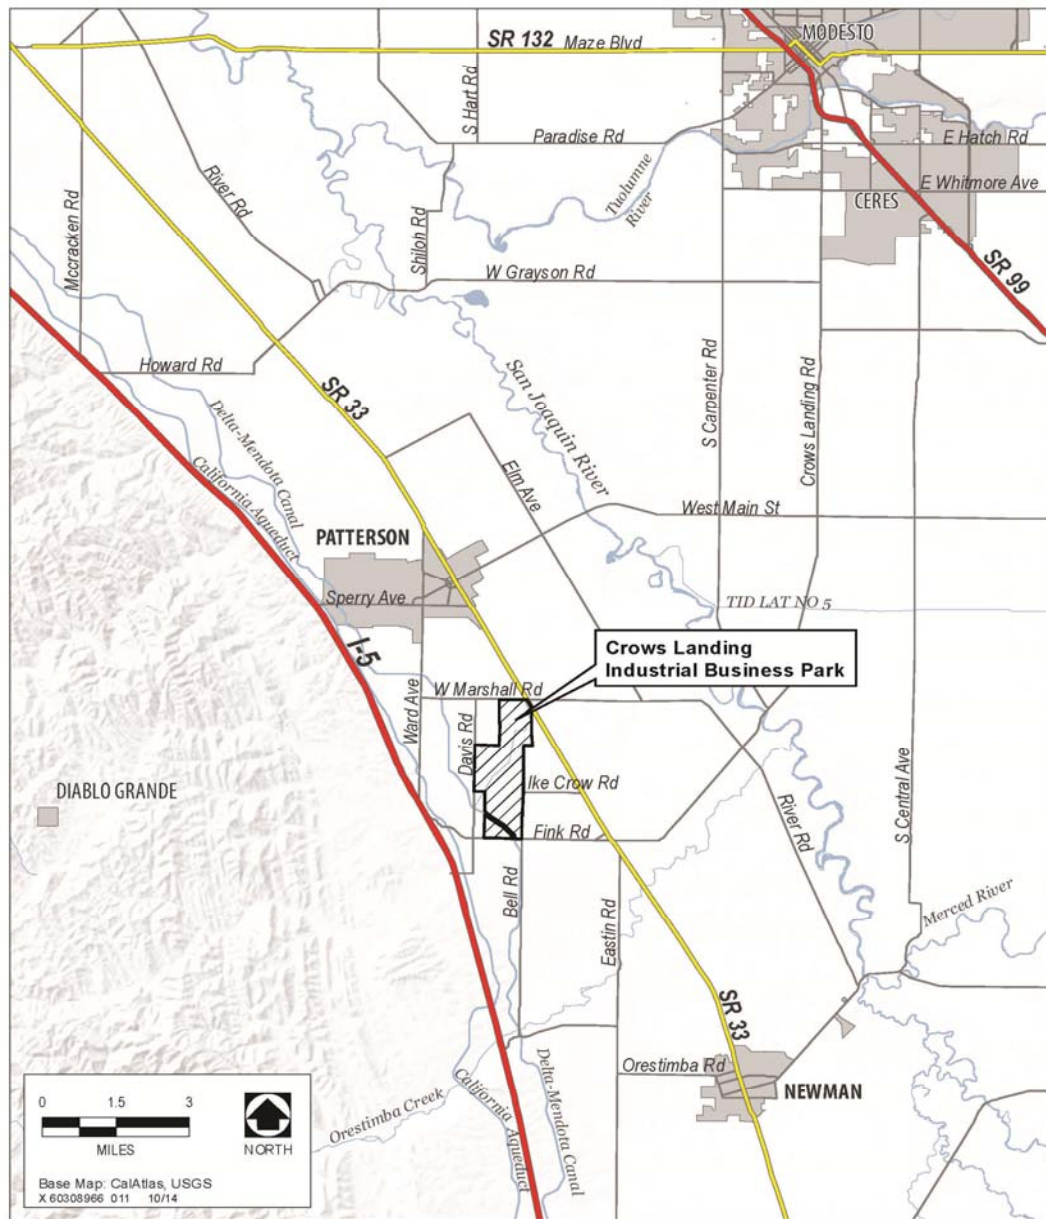 MODESTO
SR 132 Maze Blvd
S Hart Rd
Paradise Rd
E Hatch Rd
River Rd
Tuolumne
River
E Whitmore Ave
CERES
Mccracken Rd
Shiloh Rd
W Grayson Rd
SR 99
Howard Rd
SR 33
San Joaquin River
S Carpenter Rd
Crows Landing Rd
Delta-Mendota Canal
California Aqueduct
Elm Ave
West Main St
PATTERSON
Sperry Ave
TID LAT NO 5
I-5
Crows Landing
Industrial Business Park
W Marshall Rd
Ward Ave
Davis Rd
Ike Crow Rd
DIABLO GRANDE
River Rd
S Central Ave
Fink Rd
Bell Rd
Eastin Rd
Merced River
SR 33
Orestimba Rd
NEWMAN
Orestimba Creek
California Aqueduct
Delta-Mendota Canal
0 1.5 3
MILES
NORTH
Base Map: CalAtlas, USGS
X 60308966 011 10/14